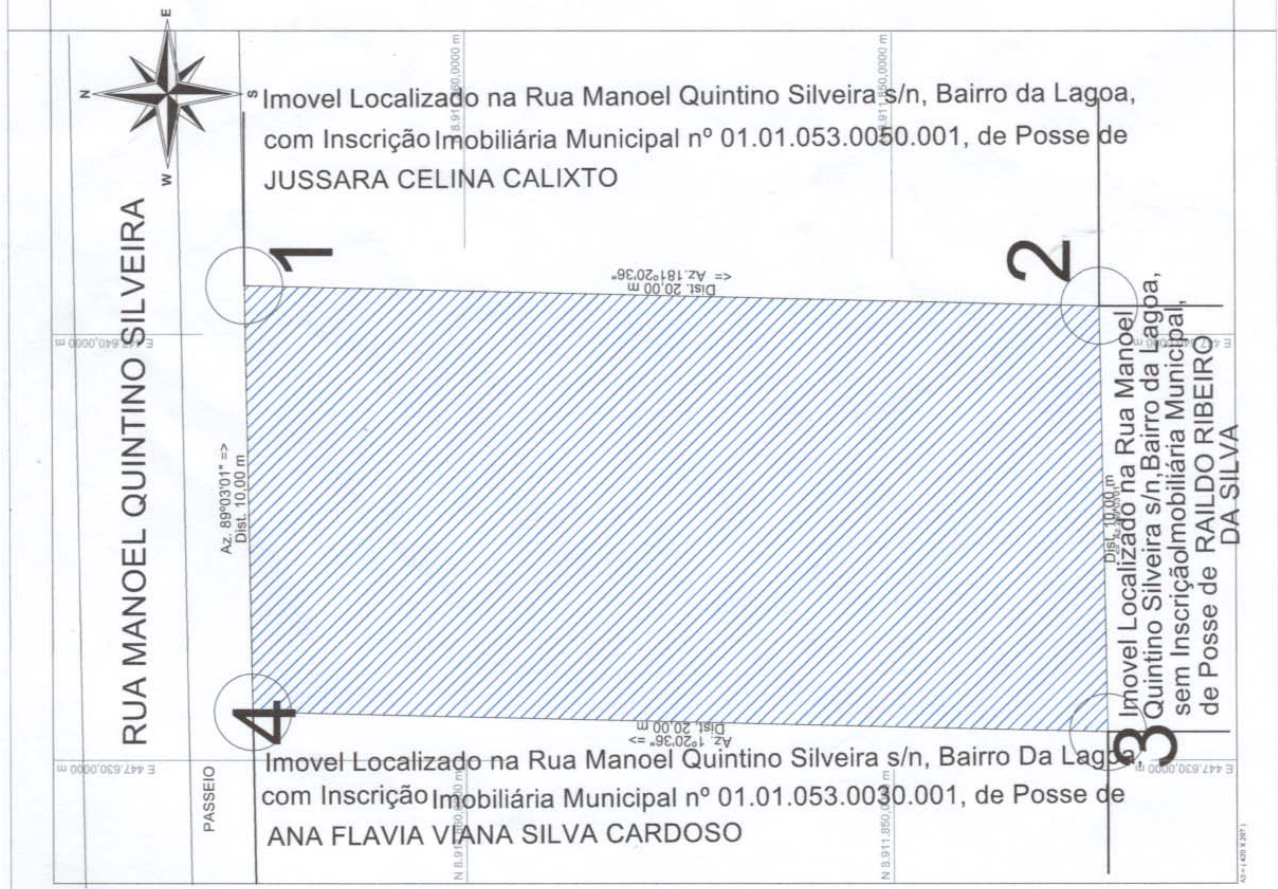 E
N
S
W
Imovel Localizado na Rua Manoel Quintino Silveira s/n, Bairro da Lagoa,
com Inscrição Imobiliária Municipal nº 01.01.053.0050.001, de Posse de
JUSSARA CELINA CALIXTO
RUA MANOEL QUINTINO SILVEIRA
1
2
<= Az.181°20'36"
Dist. 20,00 m
E 447.640,0000 m
Az. 89º03'01" =>
Dist. 10,00 m
Dist. 10,00 m
Imovel Localizado na Rua Manoel
Quintino Silveira s/n,Bairro da Lagoa,
sem InscriçãoImobiliária Municipal,
de Posse de RAILDO RIBEIRO
DA SILVA
4
3
Dist. 20,00 m
Az. 1°20'36" =>
E 447.630,0000 m
E 447.630,0000 m
PASSEIO
Imovel Localizado na Rua Manoel Quintino Silveira s/n, Bairro Da Lagoa,
com Inscrição Imobiliária Municipal nº 01.01.053.0030.001, de Posse de
ANA FLAVIA VIANA SILVA CARDOSO
N 8.911.850,0000 m